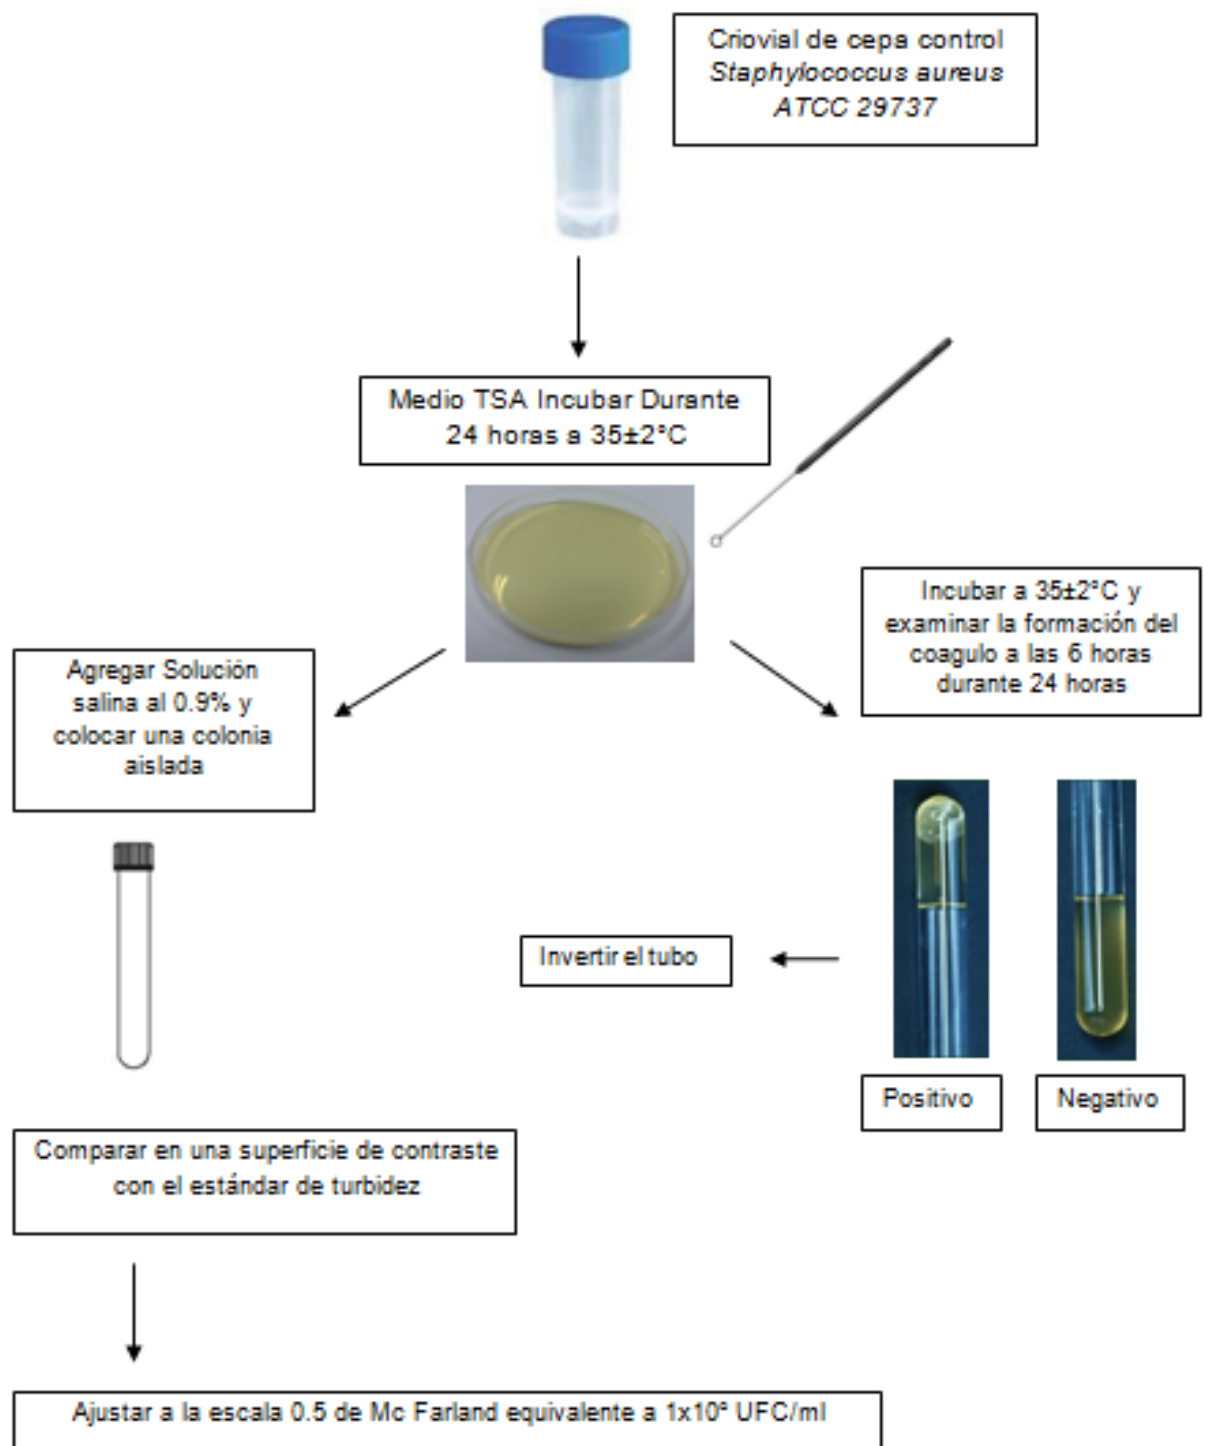 Criovial de cepa control
Staphylococcus aureus
ATCC 29737
Medio TSA Incubar Durante
24 horas a 35±2°C
Incubar a 35±2°C y
examinar la formación del
coagulo a las 6 horas
durante 24 horas
Agregar Solución
salina al 0.9% y
colocar una colonia
aislada
Invertir el tubo
Positivo
Negativo
Comparar en una superficie de contraste
con el estándar de turbidez
Ajustar a la escala 0.5 de Mc Farland equivalente a 1x10⁸ UFC/ml